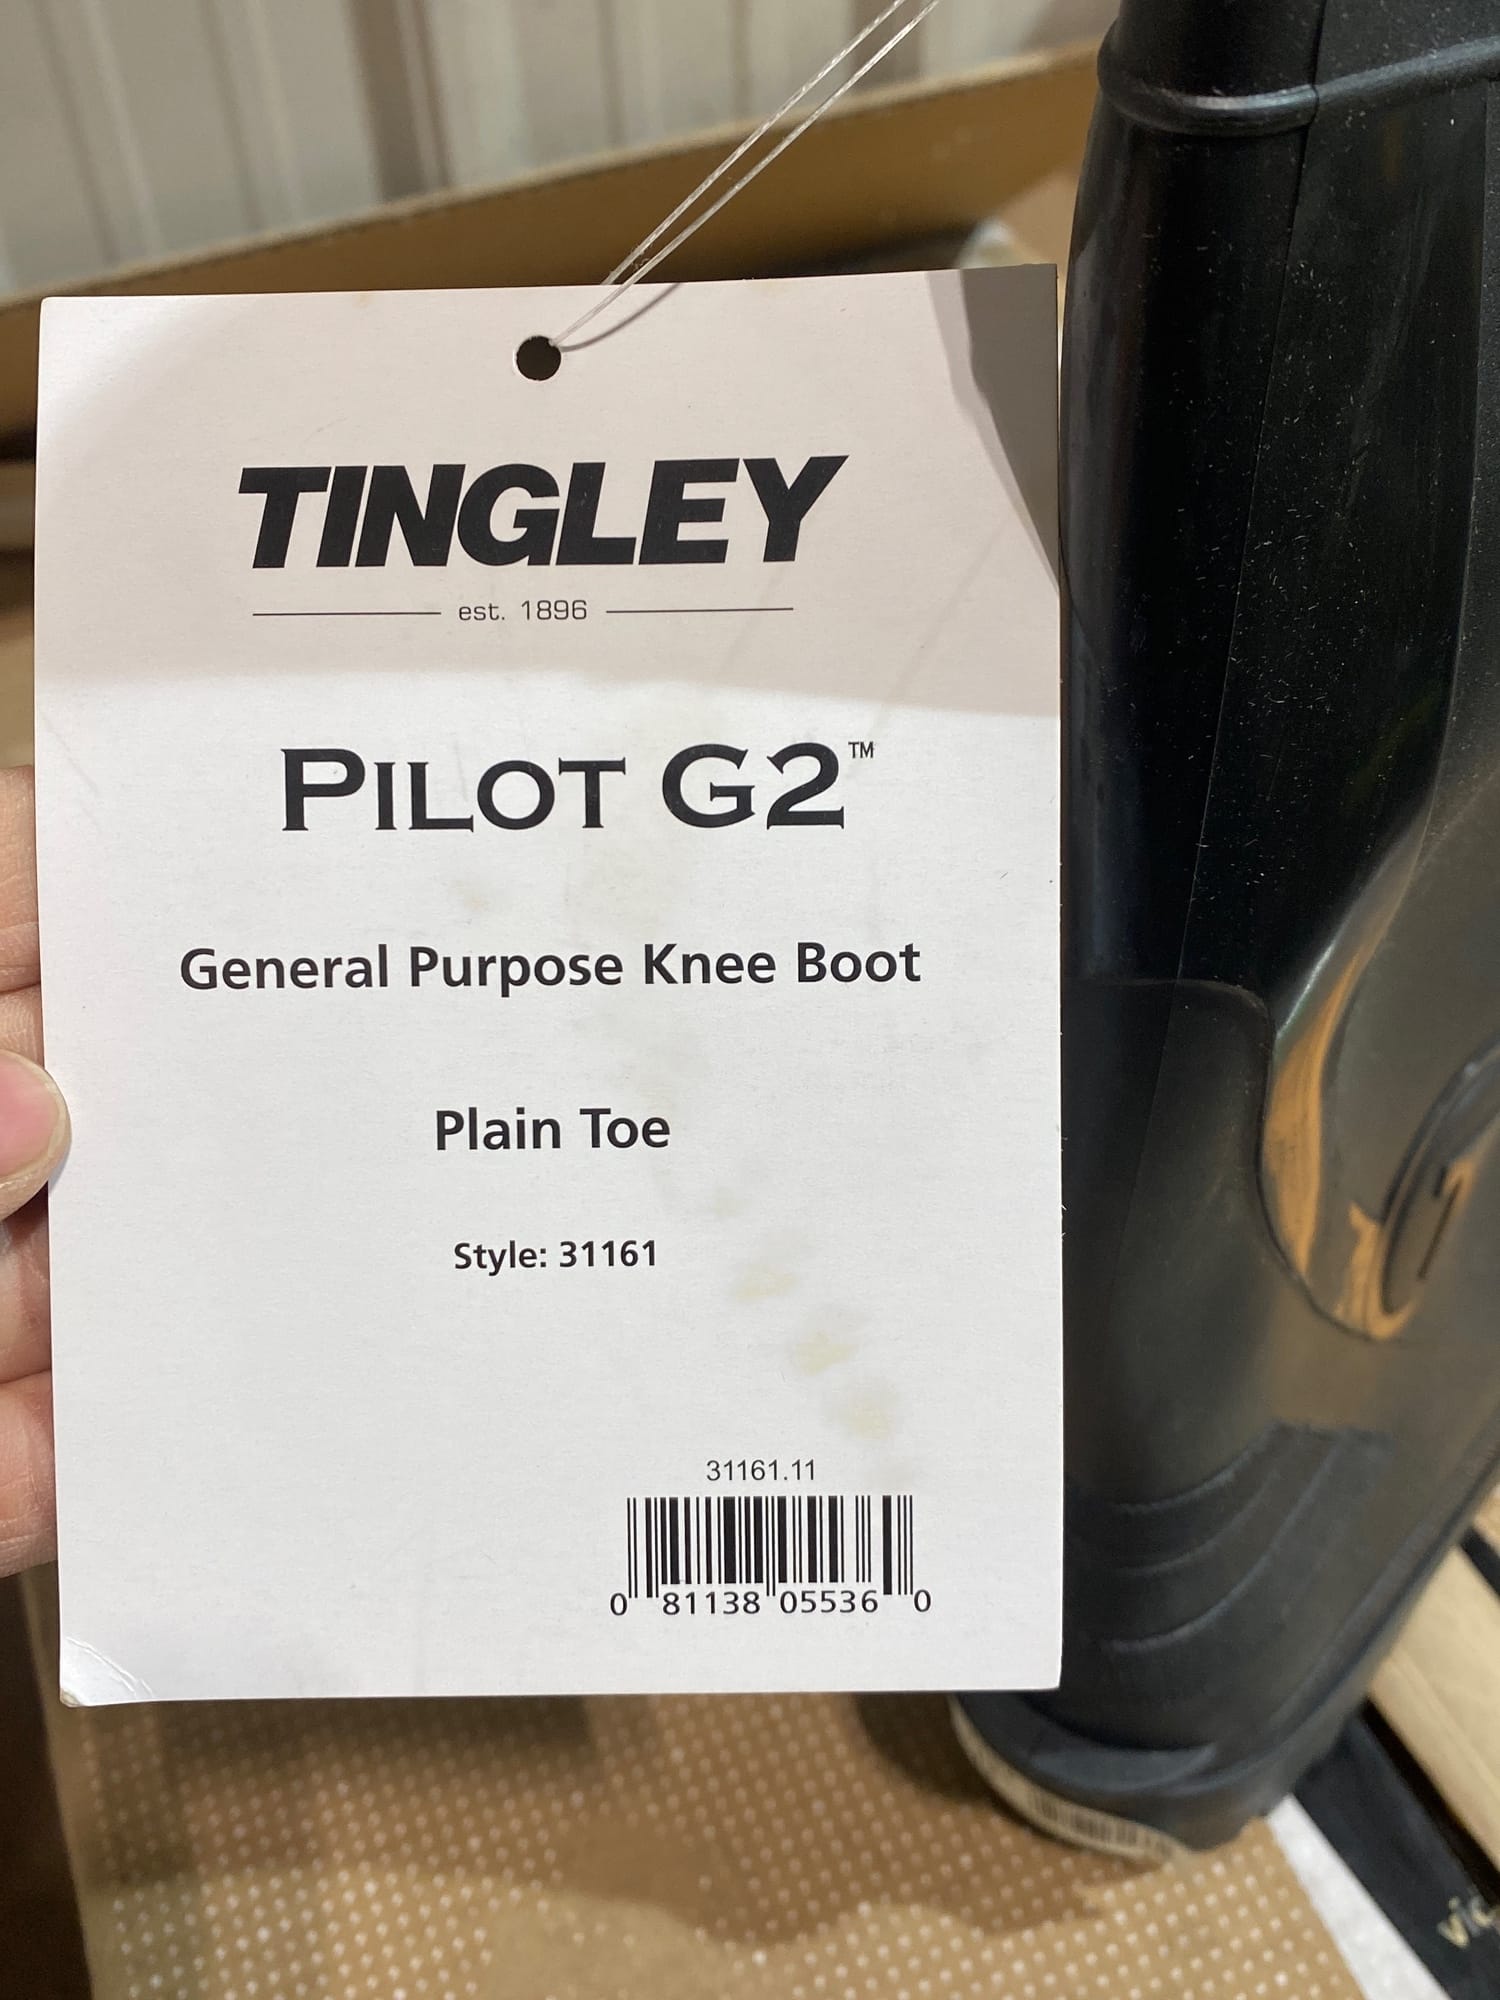 TINGLEY
est. 1896
PILOT G2™
General Purpose Knee Boot
Plain Toe
Style: 31161
31161.11
0 81138 05536 0